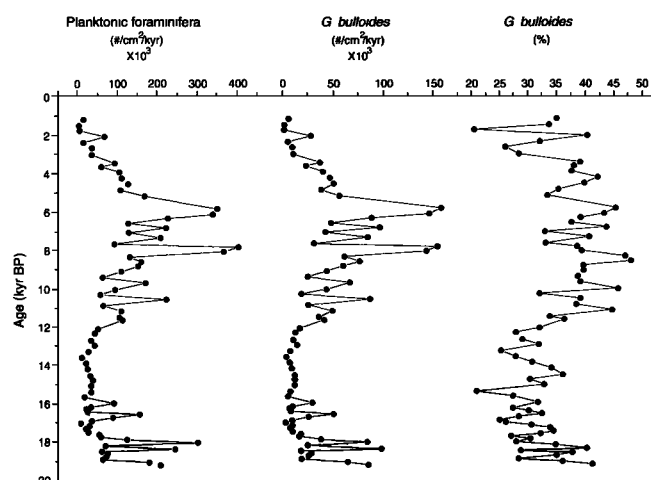 Planktonic foraminifera
(#/cm²/kyr)
X10³
G bulloides
(#/cm²/kyr)
X10³
G bulloides
(%)
0 100 200 300 400
0 50 100 150
20 25 30 35 40 45 50
Age (kyr BP)
0
2
4
6
8
10
12
14
16
18
20